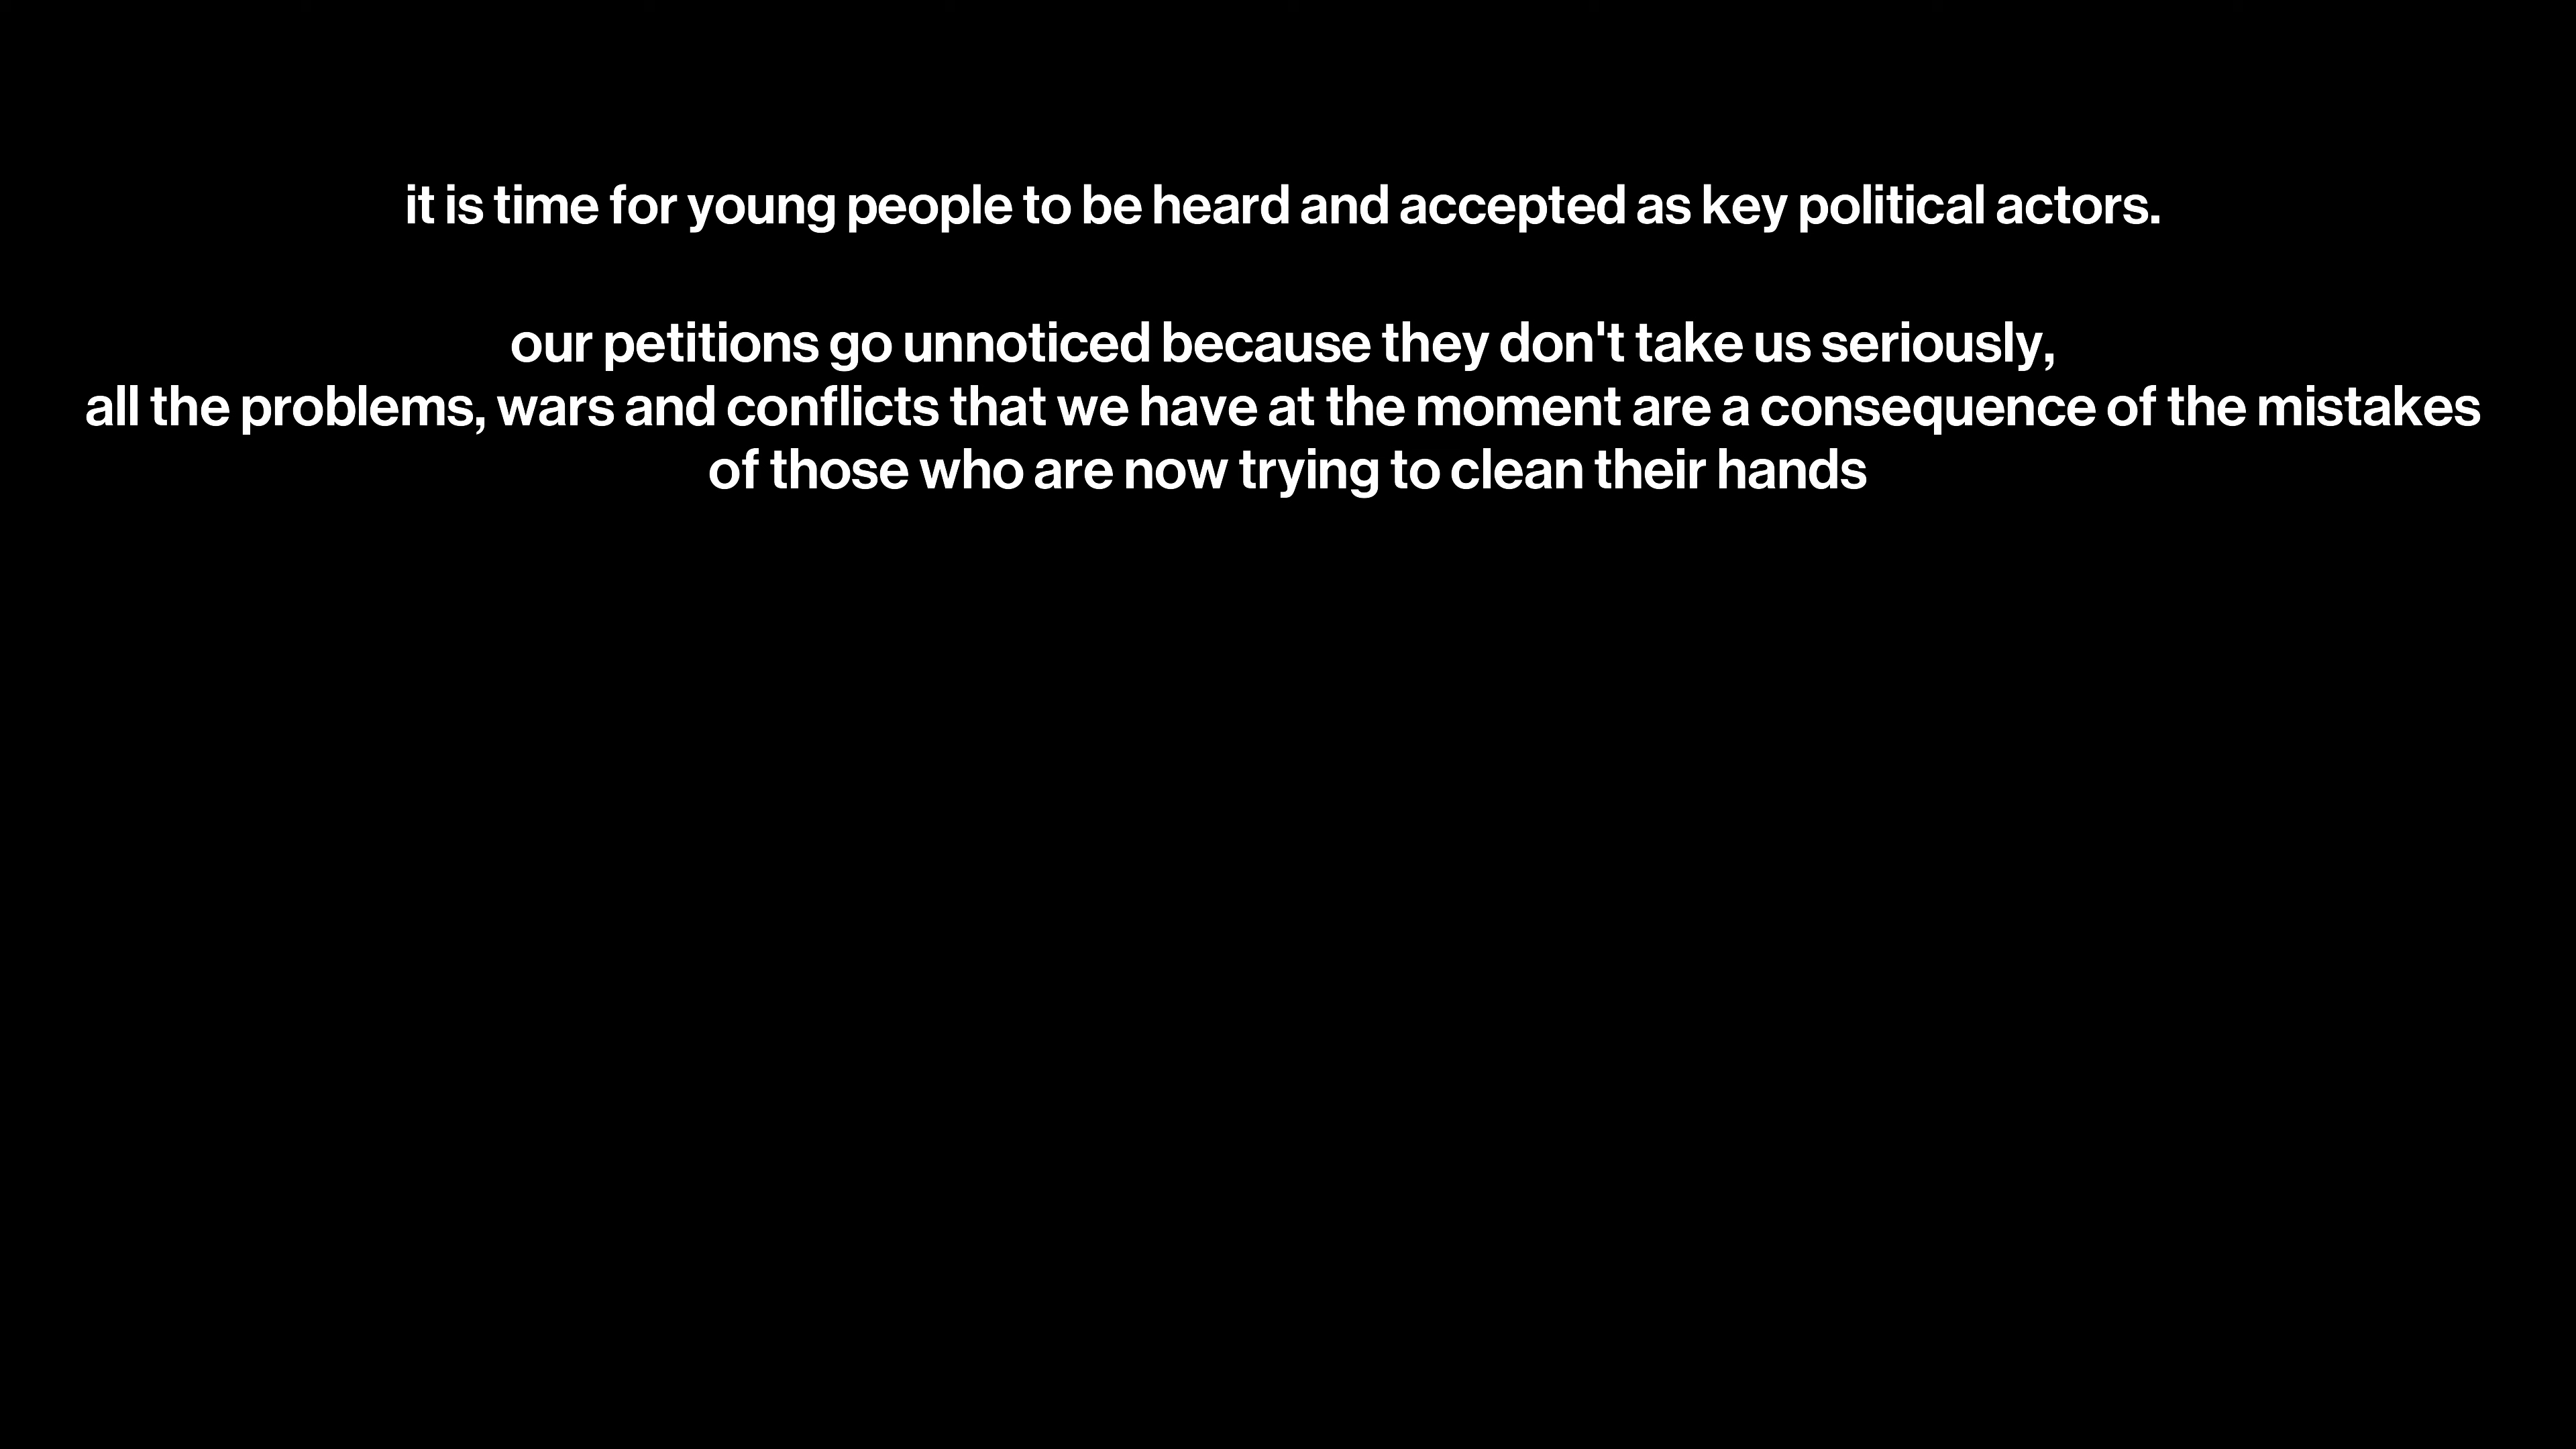 it is time for young people to be heard and accepted as key political actors.
our petitions go unnoticed because they don't take us seriously,
all the problems, wars and conflicts that we have at the moment are a consequence of the mistakes
of those who are now trying to clean their hands